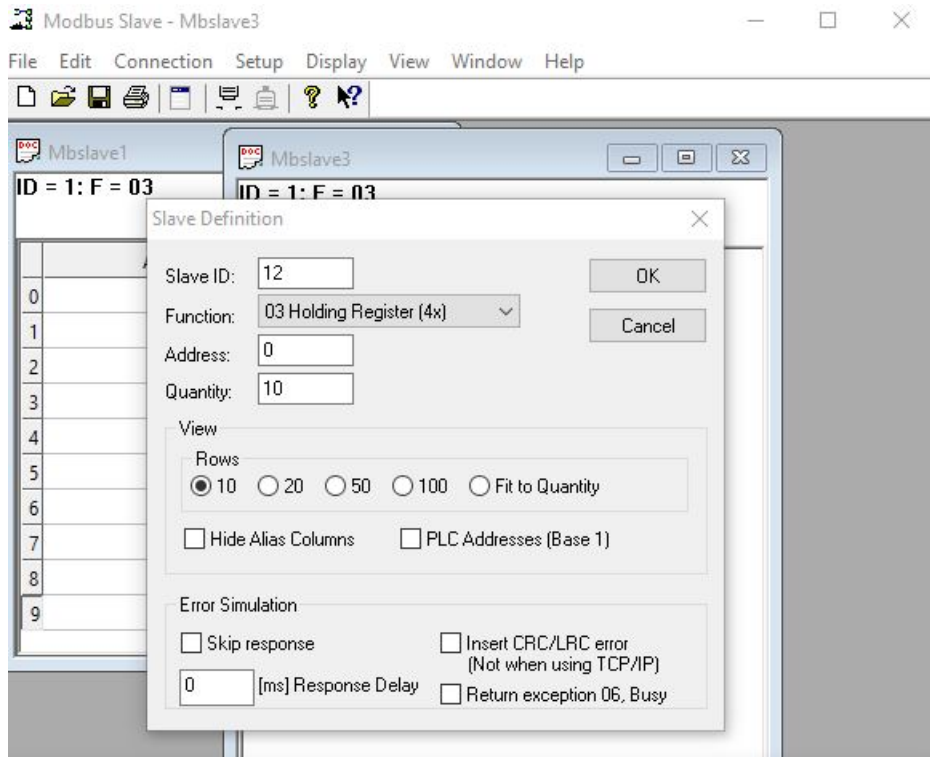 Modbus Slave - Mbslave3
File Edit Connection Setup Display View Window Help
DOC Mbslave1
ID = 1: F = 03
0
1
2
3
4
5
6
7
8
9
DOC Mbslave3
ID = 1: F = 03
Slave Definition
Slave ID: 12 OK
Function: 03 Holding Register (4x) Cancel
Address: 0
Quantity: 10
View
Rows
10 20 50 100 Fit to Quantity
Hide Alias Columns PLC Addresses (Base 1)
Error Simulation
Skip response Insert CRC/LRC error
(Not when using TCP/IP)
0 [ms] Response Delay Return exception 06, Busy